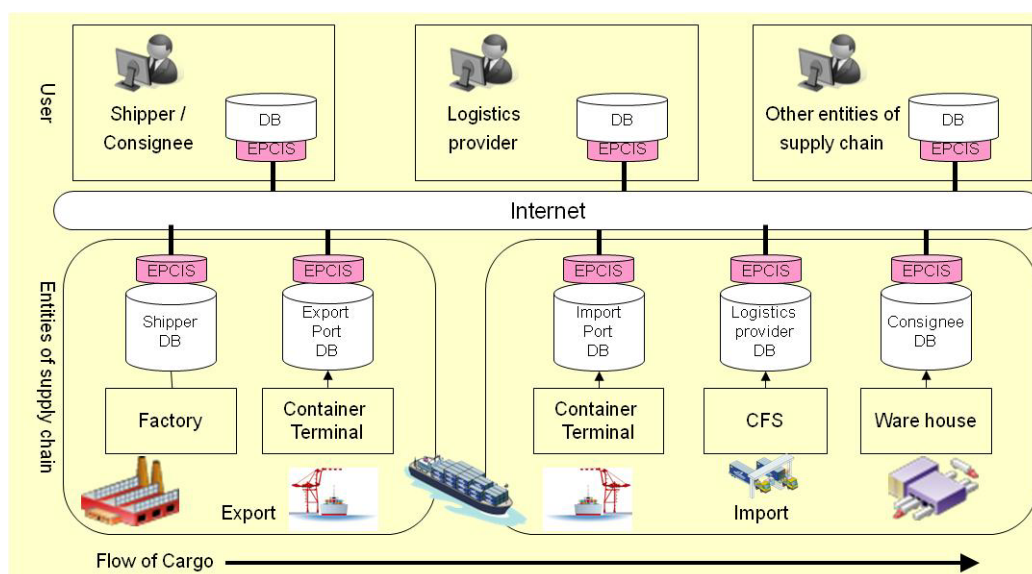 User
Shipper /
Consignee
DB
EPCIS
Logistics
provider
DB
EPCIS
Other entities of
supply chain
DB
EPCIS
Internet
Entities of supply chain
EPCIS
Shipper
DB
Factory
EPCIS
Export
Port
DB
Container
Terminal
Export
EPCIS
Import
Port
DB
Container
Terminal
EPCIS
Logistics
provider
DB
CFS
EPCIS
Consignee
DB
Ware house
Import
Flow of Cargo